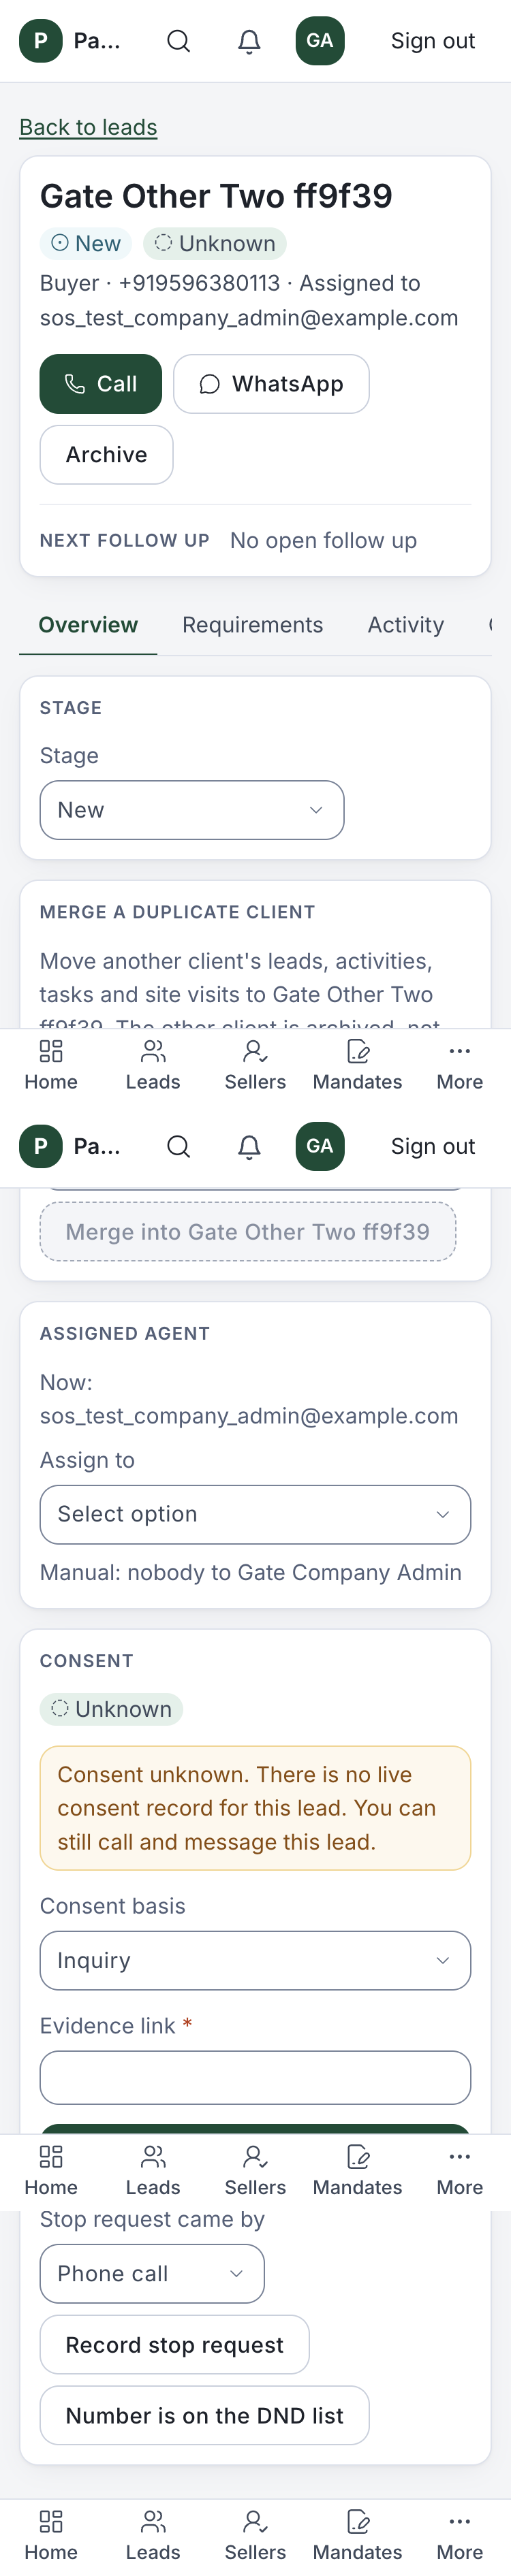 P Pa... GA Sign out
Back to leads
Gate Other Two ff9f39
New Unknown
Buyer · +919596380113 · Assigned to
sos_test_company_admin@example.com
Call WhatsApp
Archive
NEXT FOLLOW UP No open follow up
Overview Requirements Activity
STAGE
Stage
New
MERGE A DUPLICATE CLIENT
Move another client's leads, activities,
tasks and site visits to Gate Other Two
ff9f39. The other client is archived, not
Home Leads Sellers Mandates More
P Pa... GA Sign out
Merge into Gate Other Two ff9f39
ASSIGNED AGENT
Now:
sos_test_company_admin@example.com
Assign to
Select option
Manual: nobody to Gate Company Admin
CONSENT
Unknown
Consent unknown. There is no live
consent record for this lead. You can
still call and message this lead.
Consent basis
Inquiry
Evidence link *
Home Leads Sellers Mandates More
Stop request came by
Phone call
Record stop request
Number is on the DND list
Home Leads Sellers Mandates More